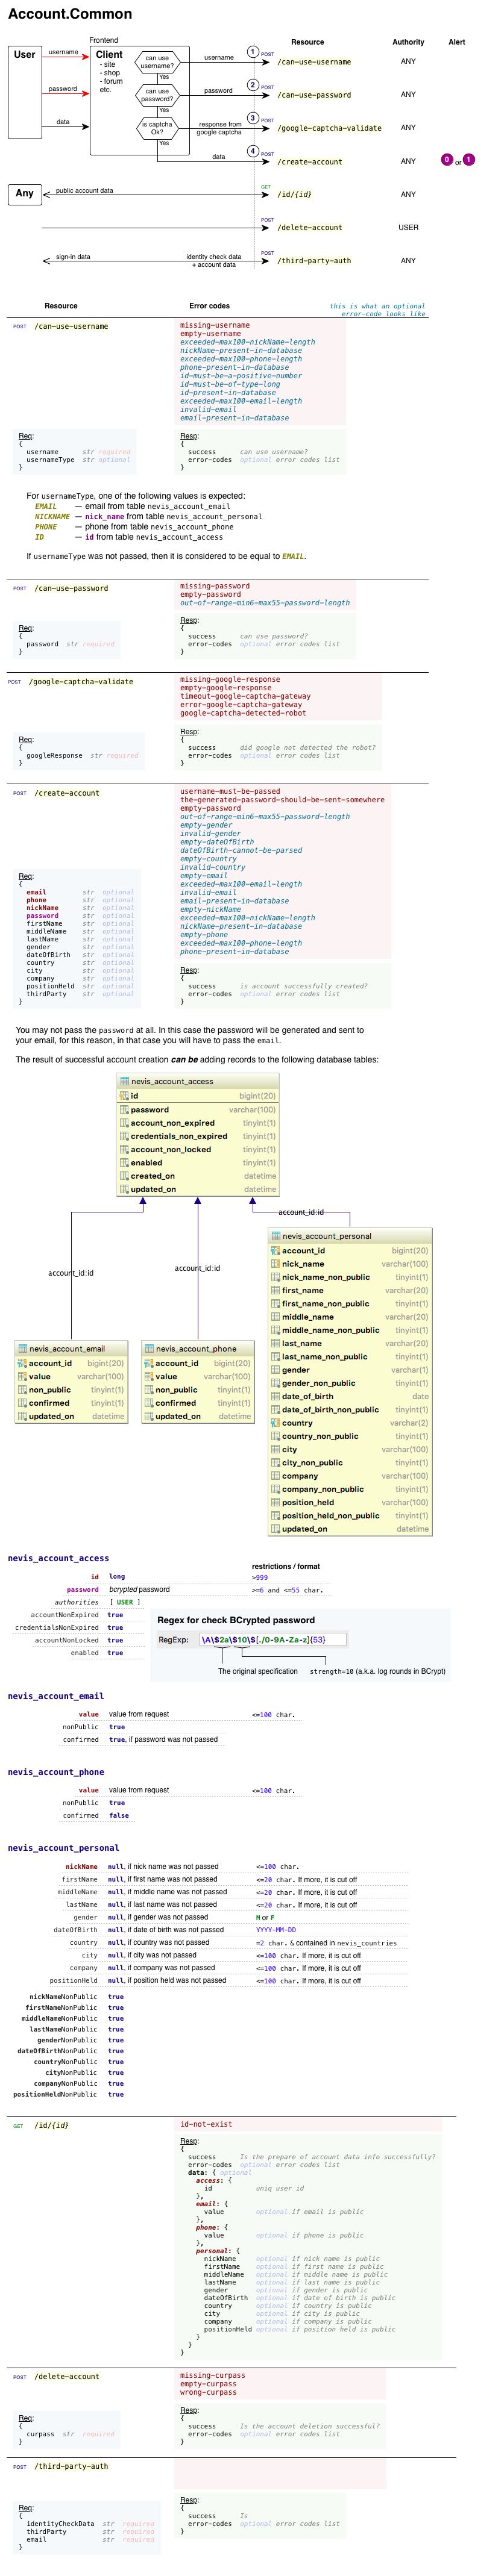 Account.Common
Frontend
Resource Authority Alert
User
username
Client
- site
- shop
- forum
etc.
can use
username?
username
1 POST
/can-use-username ANY
Yes
password
can use
password?
password
2 POST
/can-use-password ANY
Yes
data
is captcha
Ok?
response from
google captcha
3 POST
/google-captcha-validate ANY
Yes
data
4 POST
/create-account ANY 0 or 1
Any
public account data
GET
/id/{id} ANY
POST
/delete-account USER
sign-in data
identity check data
+ account data
POST
/third-party-auth ANY
Resource Error codes this is what an optional
error-code looks like
POST /can-use-username
missing-username
empty-username
exceeded-max100-nickName-length
nickName-present-in-database
exceeded-max100-phone-length
phone-present-in-database
id-must-be-a-positive-number
id-must-be-of-type-long
id-present-in-database
exceeded-max100-email-length
invalid-email
email-present-in-database
Req:
{
username str required
usernameType str optional
}
Resp:
{
success can use username?
error-codes optional error codes list
}
For usernameType, one of the following values is expected:
EMAIL — email from table nevis_account_email
NICKNAME — nick_name from table nevis_account_personal
PHONE — phone from table nevis_account_phone
ID — id from table nevis_account_access
If usernameType was not passed, then it is considered to be equal to EMAIL.
POST /can-use-password
missing-password
empty-password
out-of-range-min6-max55-password-length
Req:
{
password str required
}
Resp:
{
success can use password?
error-codes optional error codes list
}
POST /google-captcha-validate
missing-google-response
empty-google-response
timeout-google-captcha-gateway
error-google-captcha-gateway
google-captcha-detected-robot
Req:
{
googleResponse str required
}
Resp:
{
success did google not detected the robot?
error-codes optional error codes list
}
POST /create-account
username-must-be-passed
the-generated-password-should-be-sent-somewhere
empty-password
out-of-range-min6-max55-password-length
empty-gender
invalid-gender
empty-dateOfBirth
dateOfBirth-cannot-be-parsed
empty-country
invalid-country
empty-email
exceeded-max100-email-length
invalid-email
email-present-in-database
empty-nickName
exceeded-max100-nickName-length
nickName-present-in-database
empty-phone
exceeded-max100-phone-length
phone-present-in-database
Req:
{
email str optional
phone str optional
nickName str optional
password str optional
firstName str optional
middleName str optional
lastName str optional
gender str optional
dateOfBirth str optional
country str optional
city str optional
company str optional
positionHeld str optional
thirdParty str optional
}
Resp:
{
success is account successfully created?
error-codes optional error codes list
}
You may not pass the password at all. In this case the password will be generated and sent to
your email, for this reason, in that case you will have to pass the email.
The result of successful account creation can be adding records to the following database tables:
nevis_account_access
id bigint(20)
password varchar(100)
account_non_expired tinyint(1)
credentials_non_expired tinyint(1)
account_non_locked tinyint(1)
enabled tinyint(1)
created_on datetime
updated_on datetime
account_id:id
account_id:id
account_id:id
nevis_account_email
account_id bigint(20)
value varchar(100)
non_public tinyint(1)
confirmed tinyint(1)
updated_on datetime
nevis_account_phone
account_id bigint(20)
value varchar(100)
non_public tinyint(1)
confirmed tinyint(1)
updated_on datetime
nevis_account_personal
account_id bigint(20)
nick_name varchar(100)
nick_name_non_public tinyint(1)
first_name varchar(20)
first_name_non_public tinyint(1)
middle_name varchar(20)
middle_name_non_public tinyint(1)
last_name varchar(20)
last_name_non_public tinyint(1)
gender varchar(1)
gender_non_public tinyint(1)
date_of_birth date
date_of_birth_non_public tinyint(1)
country varchar(2)
country_non_public tinyint(1)
city varchar(100)
city_non_public tinyint(1)
company varchar(100)
company_non_public tinyint(1)
position_held varchar(100)
position_held_non_public tinyint(1)
updated_on datetime
nevis_account_access
restrictions / format
id long >999
password bcrypted password >=6 and <=55 char.
authorities [ USER ]
accountNonExpired true
credentialsNonExpired true
accountNonLocked true
enabled true
Regex for check BCrypted password
RegExp: \A\$2a\$10\$[./0-9A-Za-z]{53}
The original specification strength=10 (a.k.a. log rounds in BCrypt)
nevis_account_email
value value from request <=100 char.
nonPublic true
confirmed true, if password was not passed
nevis_account_phone
value value from request <=100 char.
nonPublic true
confirmed false
nevis_account_personal
nickName null, if nick name was not passed <=100 char.
firstName null, if first name was not passed <=20 char. If more, it is cut off
middleName null, if middle name was not passed <=20 char. If more, it is cut off
lastName null, if last name was not passed <=20 char. If more, it is cut off
gender null, if gender was not passed M or F
dateOfBirth null, if date of birth was not passed YYYY-MM-DD
country null, if country was not passed =2 char. & contained in nevis_countries
city null, if city was not passed <=100 char. If more, it is cut off
company null, if company was not passed <=100 char. If more, it is cut off
positionHeld null, if position held was not passed <=100 char. If more, it is cut off
nickNameNonPublic true
firstNameNonPublic true
middleNameNonPublic true
lastNameNonPublic true
genderNonPublic true
dateOfBirthNonPublic true
countryNonPublic true
cityNonPublic true
companyNonPublic true
positionHeldNonPublic true
GET /id/{id}
id-not-exist
Resp:
{
success Is the prepare of account data info successfully?
error-codes optional error codes list
data: { optional
access: {
id uniq user id
},
email: {
value optional if email is public
},
phone: {
value optional if phone is public
},
personal: {
nickName optional if nick name is public
firstName optional if first name is public
middleName optional if middle name is public
lastName optional if last name is public
gender optional if gender is public
dateOfBirth optional if date of birth is public
country optional if country is public
city optional if city is public
company optional if company is public
positionHeld optional if position held is public
}
}
}
POST /delete-account
missing-curpass
empty-curpass
wrong-curpass
Req:
{
curpass str required
}
Resp:
{
success Is the account deletion successful?
error-codes optional error codes list
}
POST /third-party-auth
Req:
{
identityCheckData str required
thirdParty str required
email str required
}
Resp:
{
success Is
error-codes optional error codes list
}